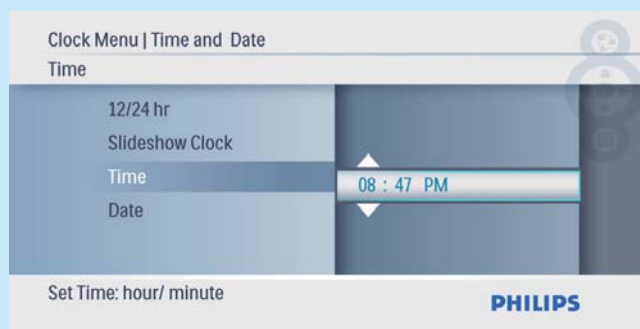 Clock Menu | Time and Date
Time
12/24 hr
Slideshow Clock
Time
08 : 47 PM
Date
Set Time: hour/ minute
PHILIPS